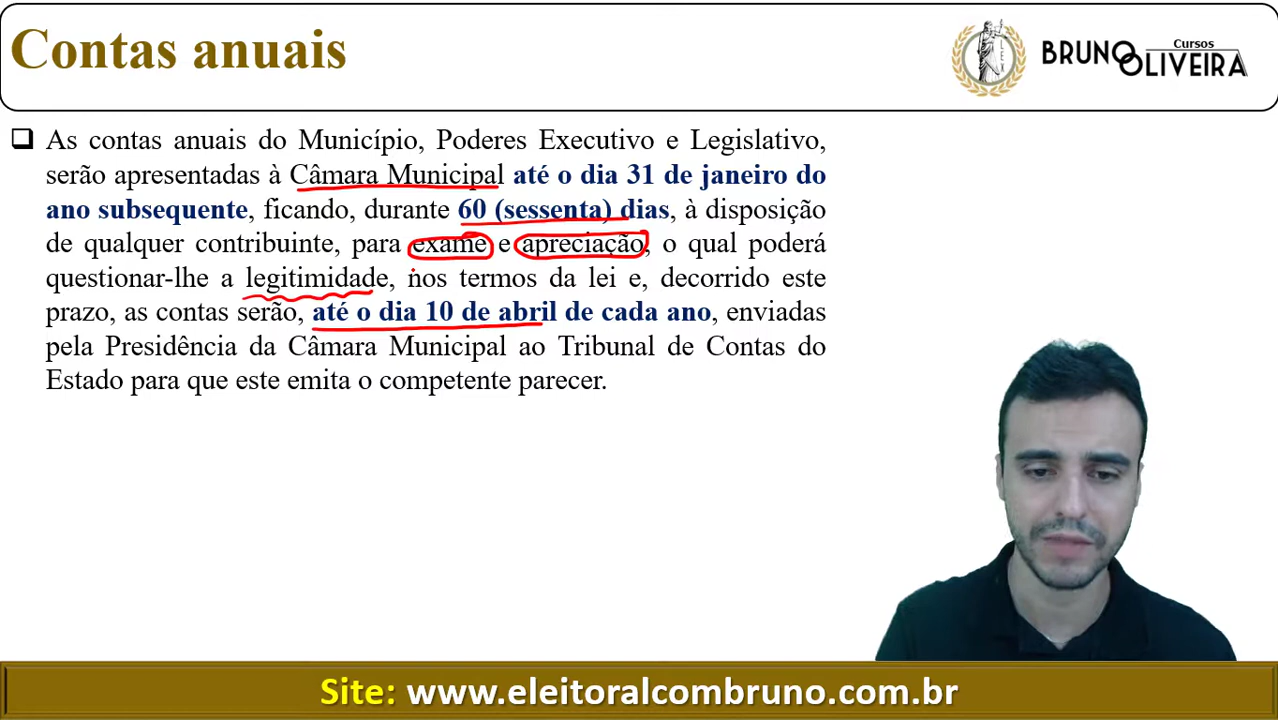 Contas anuais
Cursos
BRUNO
OLIVEIRA
LEX
As contas anuais do Município, Poderes Executivo e Legislativo,
serão apresentadas à Câmara Municipal até o dia 31 de janeiro do
ano subsequente, ficando, durante 60 (sessenta) dias, à disposição
de qualquer contribuinte, para exame e apreciação, o qual poderá
questionar-lhe a legitimidade, nos termos da lei e, decorrido este
prazo, as contas serão, até o dia 10 de abril de cada ano, enviadas
pela Presidência da Câmara Municipal ao Tribunal de Contas do
Estado para que este emita o competente parecer.
Site: www.eleitoralcombruno.com.br